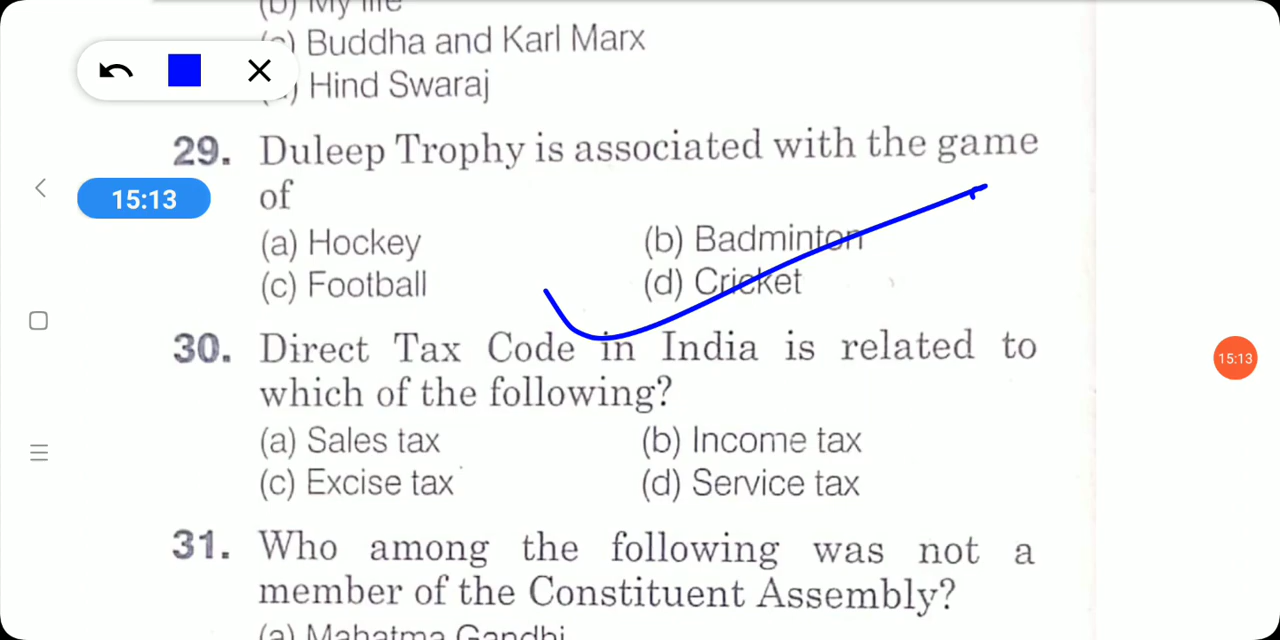 (b) My life
(c) Buddha and Karl Marx
(d) Hind Swaraj
29. Duleep Trophy is associated with the game
15:13
of
(a) Hockey (b) Badminton
(c) Football (d) Cricket
30. Direct Tax Code in India is related to
15:13
which of the following?
(a) Sales tax (b) Income tax
(c) Excise tax (d) Service tax
31. Who among the following was not a
member of the Constituent Assembly?
(a) Mahatma Gandhi